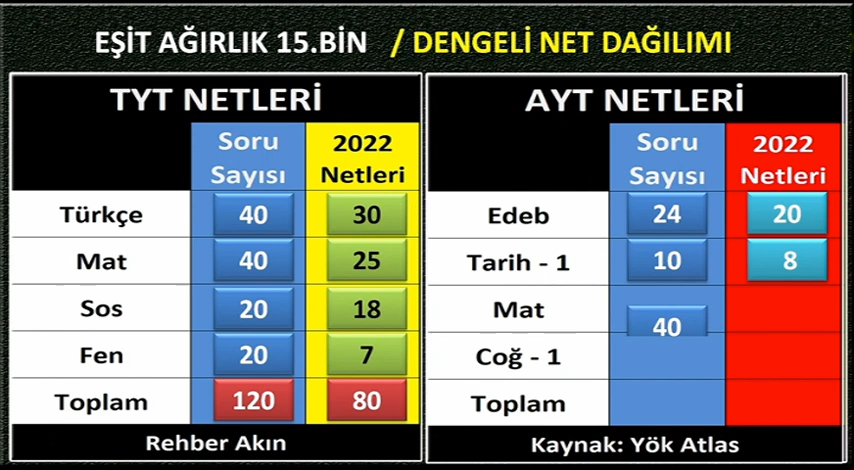 EŞİT AĞIRLIK 15.BİN / DENGELİ NET DAĞILIMI
TYT NETLERİ
Soru Sayısı 2022 Netleri
Türkçe 40 30
Mat 40 25
Sos 20 18
Fen 20 7
Toplam 120 80
Rehber Akın
AYT NETLERİ
Soru Sayısı 2022 Netleri
Edeb 24 20
Tarih - 1 10 8
Mat 40
Coğ - 1
Toplam
Kaynak: Yök Atlas